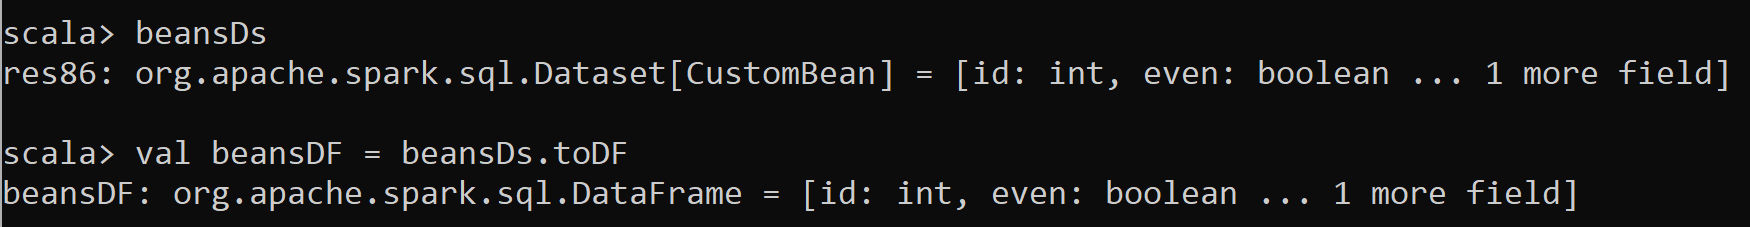 scala> beansDs
res86: org.apache.spark.sql.Dataset[CustomBean] = [id: int, even: boolean ... 1 more field]
scala> val beansDF = beansDs.toDF
beansDF: org.apache.spark.sql.DataFrame = [id: int, even: boolean ... 1 more field]